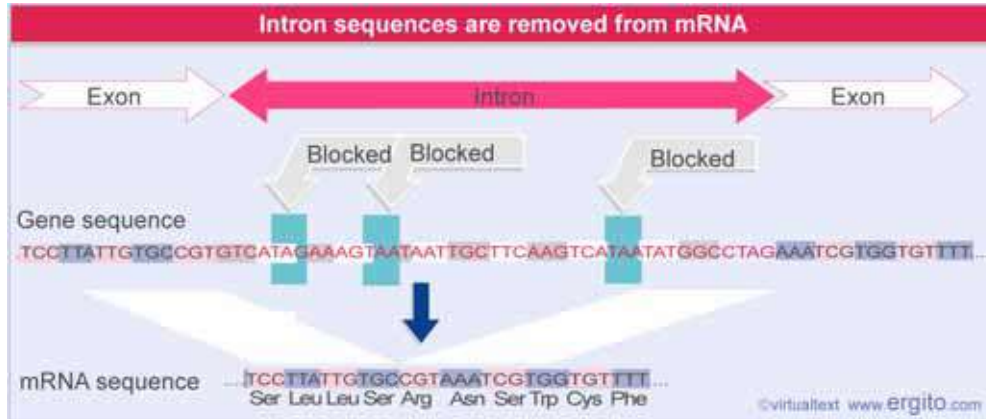 Intron sequences are removed from mRNA
Exon Intron Exon
Blocked Blocked Blocked
Gene sequence
.TCCTTATTGTGCCGTGTCATAGAAAGTAATAATTGCTTCAAGTCATAATATGGCCTAGAAATCGTGGTGTTTT...
mRNA sequence ....TCCTTATTGTGCCGTAAATCGTGGTGTTTT...
Ser Leu Leu Ser Arg Asn Ser Trp Cys Phe
©virtualtext www.ergito.com